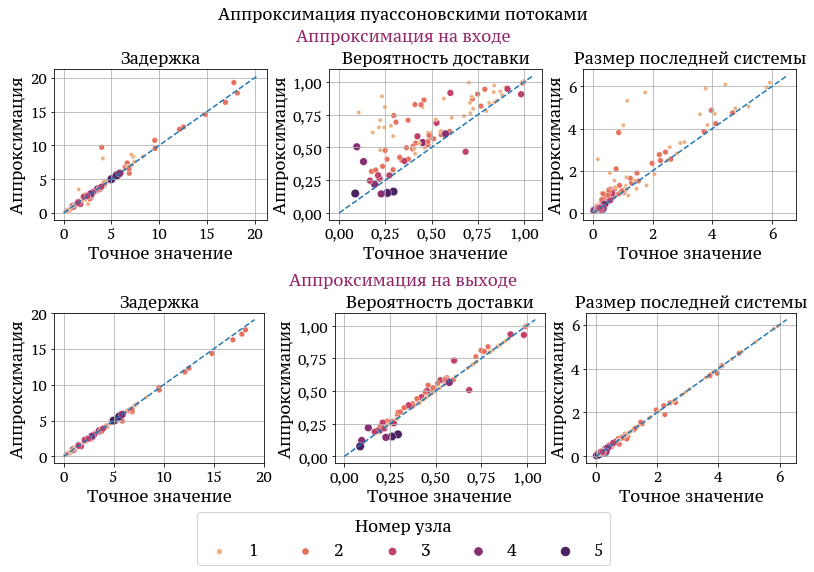 Аппроксимация пуассоновскими потоками
Аппроксимация на входе
Задержка
Вероятность доставки
Размер последней системы
Аппроксимация
20
15
10
5
0
0 5 10 15 20
Точное значение
Аппроксимация
1,00
0,75
0,50
0,25
0,00
0,00 0,25 0,50 0,75 1,00
Точное значение
Аппроксимация
6
4
2
0
0 2 4 6
Точное значение
Аппроксимация на выходе
Задержка
Вероятность доставки
Размер последней системы
Аппроксимация
20
15
10
5
0
0 5 10 15 20
Точное значение
Аппроксимация
1,00
0,75
0,50
0,25
0,00
0,00 0,25 0,50 0,75 1,00
Точное значение
Аппроксимация
6
4
2
0
0 2 4 6
Точное значение
Номер узла
1 2 3 4 5